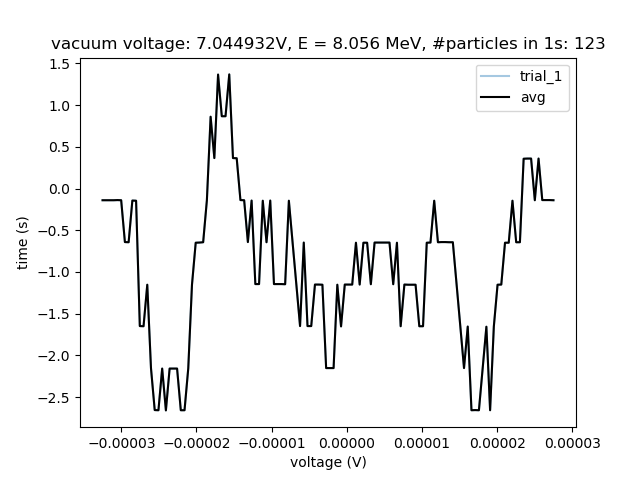 vacuum voltage: 7.044932V, E = 8.056 MeV, #particles in 1s: 123
trial_1
avg
1.5
1.0
0.5
0.0
−0.5
−1.0
−1.5
−2.0
−2.5
time (s)
−0.00003 −0.00002 −0.00001 0.00000 0.00001 0.00002 0.00003
voltage (V)